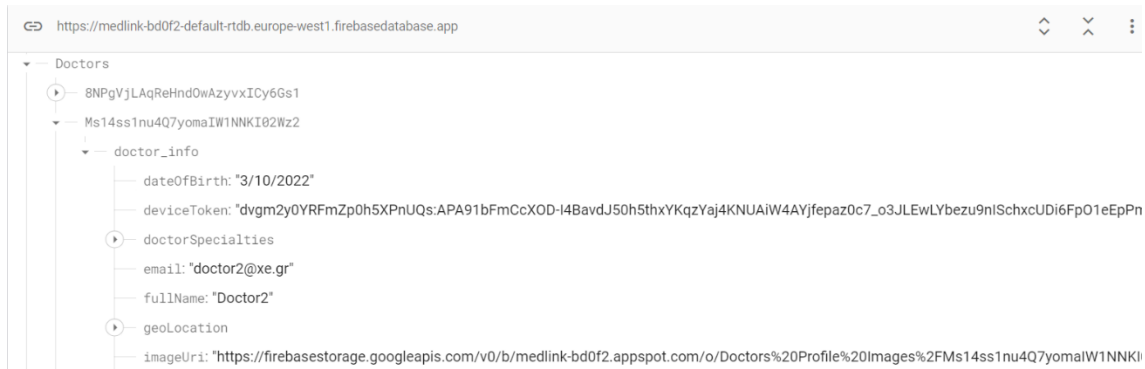 https://medlink-bd0f2-default-rtdb.europe-west1.firebasedatabase.app
Doctors
8NPgVjLAqReHndOwAzyvxICy6Gs1
Ms14ss1nu4Q7yomaIW1NNKI02Wz2
doctor_info
dateOfBirth: "3/10/2022"
deviceToken: "dvgm2y0YRFmZp0h5XPnUQs:APA91bFmCcXOD-I4BavdJ50h5thxYKqzYaj4KNUAiW4AYjfepaz0c7_o3JLEwLYbezu9nISchxcUDi6FpO1eEpPm
doctorSpecialties
email: "doctor2@xe.gr"
fullName: "Doctor2"
geoLocation
imageUri: "https://firebasestorage.googleapis.com/v0/b/medlink-bd0f2.appspot.com/o/Doctors%20Profile%20Images%2FMs14ss1nu4Q7yomaIW1NNKI0